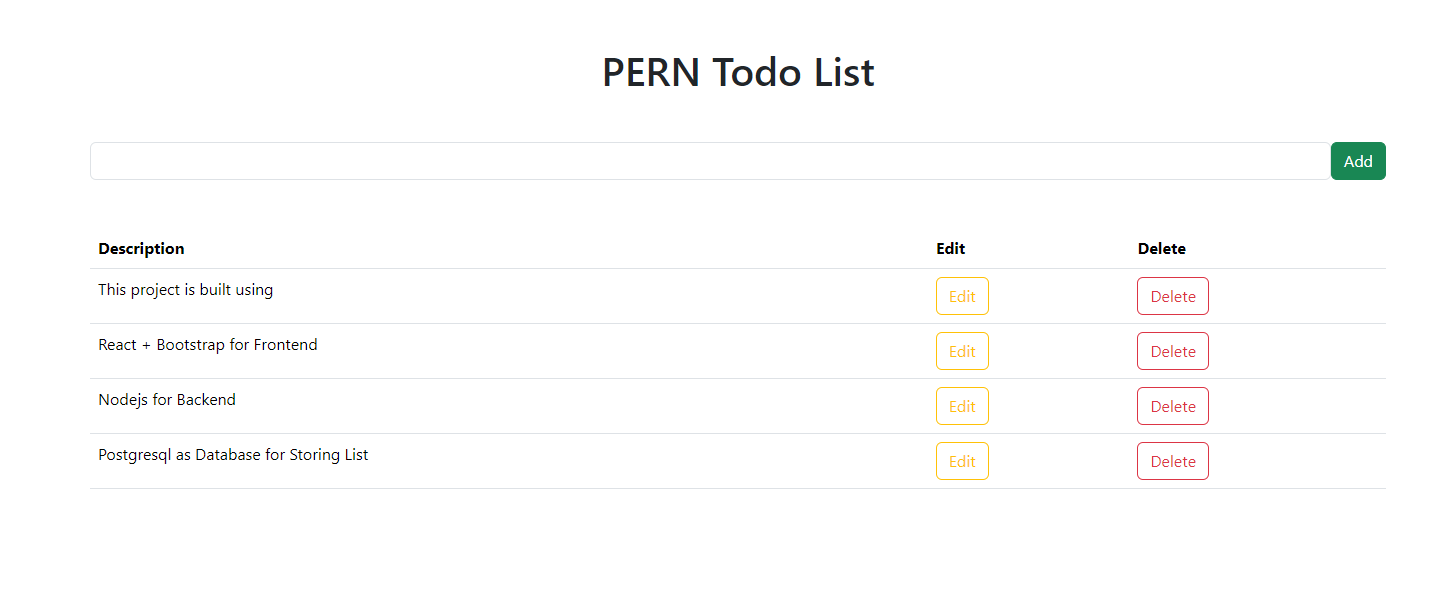 PERN Todo List
Add
Description Edit Delete
This project is built using Edit Delete
React + Bootstrap for Frontend Edit Delete
Nodejs for Backend Edit Delete
Postgresql as Database for Storing List Edit Delete